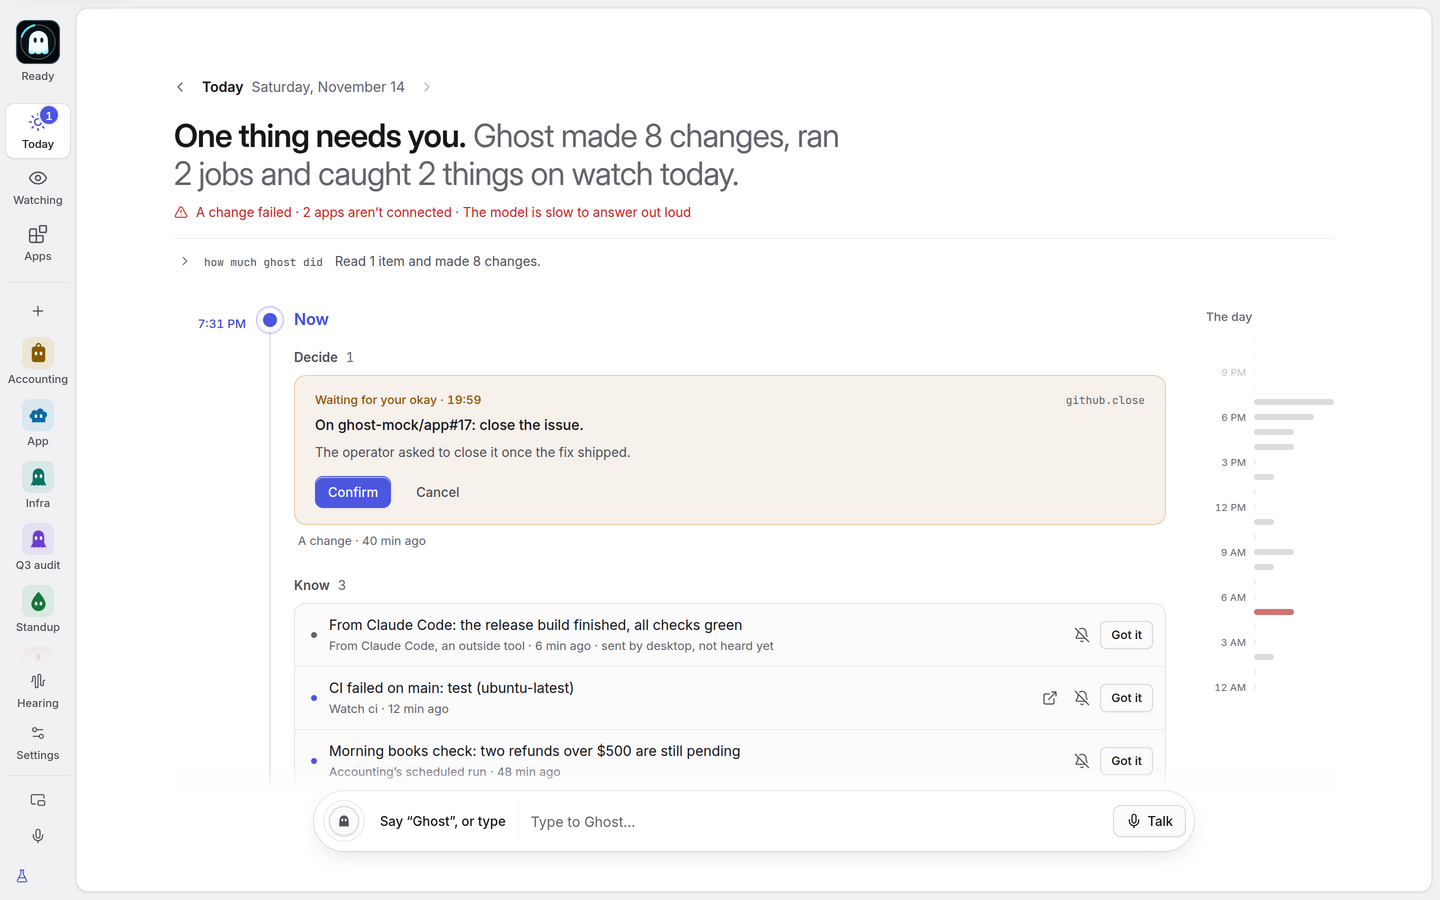 Ready
1
Today
Watching
Apps
Accounting
App
Infra
Q3 audit
Standup
Hearing
Settings
Today Saturday, November 14
One thing needs you. Ghost made 8 changes, ran
2 jobs and caught 2 things on watch today.
A change failed · 2 apps aren’t connected · The model is slow to answer out loud
how much ghost did Read 1 item and made 8 changes.
7:31 PM Now
Decide 1
Waiting for your okay · 19:59 github.close
On ghost-mock/app#17: close the issue.
The operator asked to close it once the fix shipped.
Confirm Cancel
A change · 40 min ago
Know 3
From Claude Code: the release build finished, all checks green
From Claude Code, an outside tool · 6 min ago · sent by desktop, not heard yet
Got it
CI failed on main: test (ubuntu-latest)
Watch ci · 12 min ago
Got it
Morning books check: two refunds over $500 are still pending
Accounting’s scheduled run · 48 min ago
Got it
The day
9 PM
6 PM
3 PM
12 PM
9 AM
6 AM
3 AM
12 AM
Say “Ghost”, or type Type to Ghost... Talk